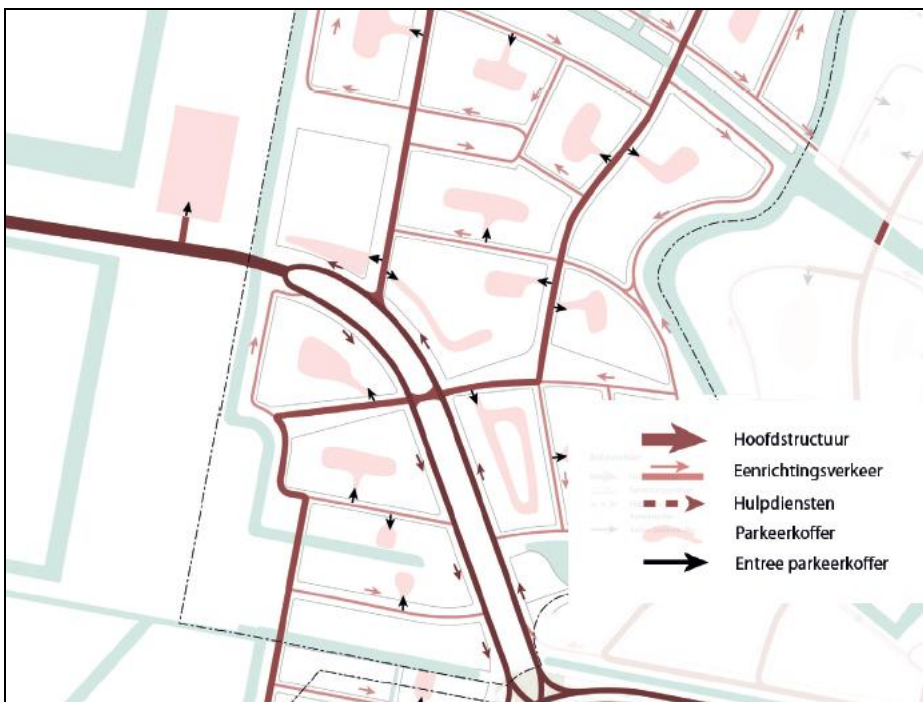 Hoofdstructuur
Eenrichtingsverkeer
Hulpdiensten
Parkeerkoffer
Entree parkeerkoffer